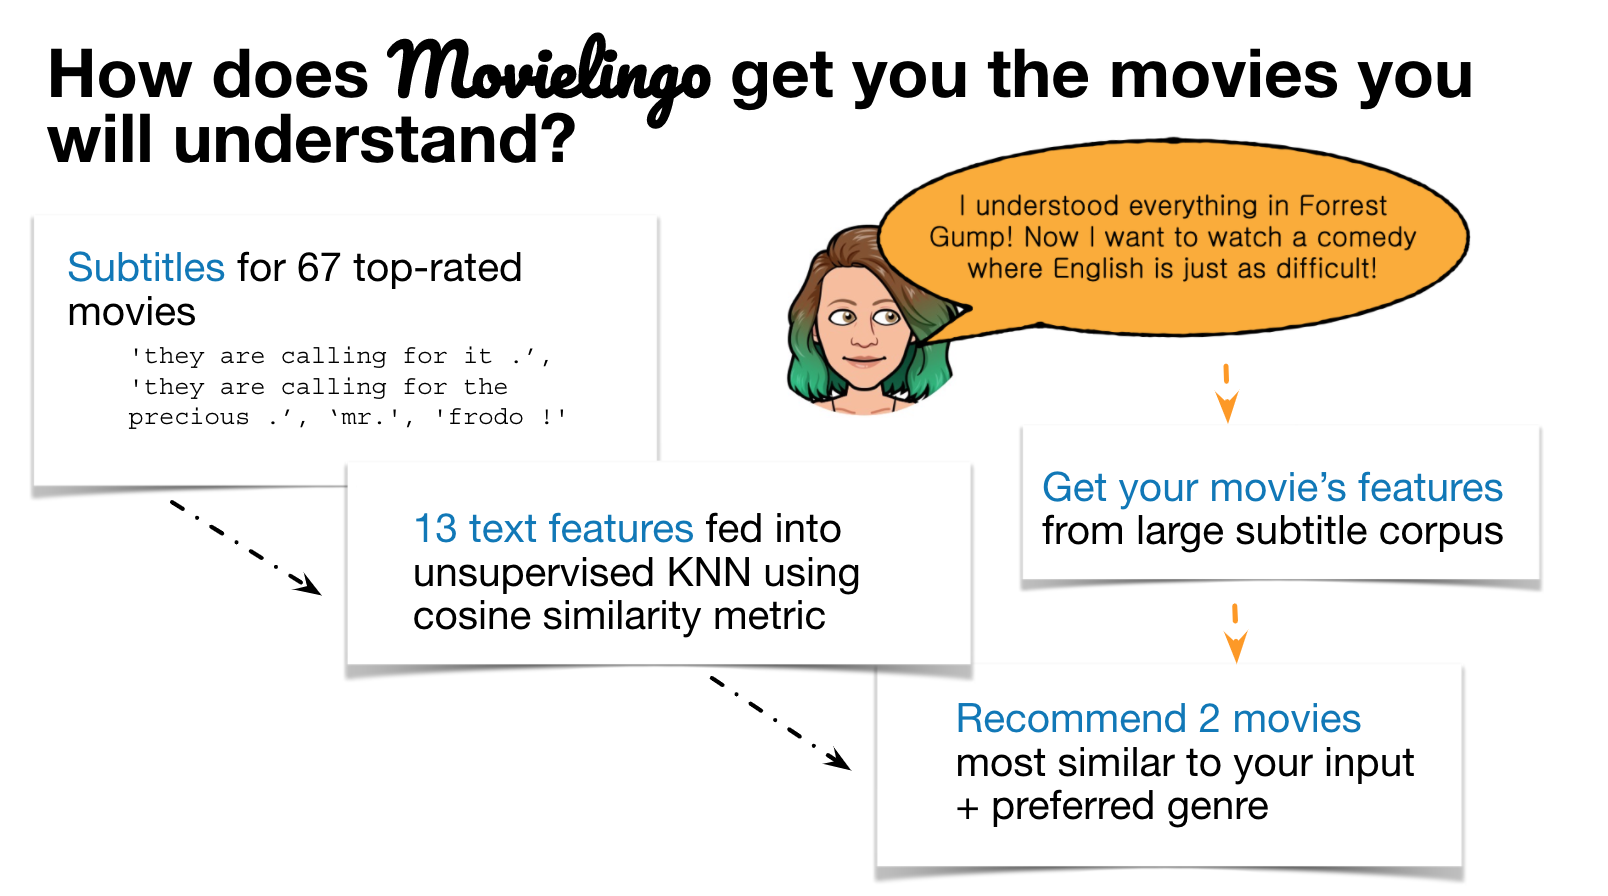 How does Movielingo get you the movies you
will understand?
I understood everything in Forrest
Gump! Now I want to watch a comedy
where English is just as difficult!
Subtitles for 67 top-rated
movies
'they are calling for it .’,
'they are calling for the
precious .’, ‘mr.', 'frodo !'
13 text features fed into
unsupervised KNN using
cosine similarity metric
Get your movie’s features
from large subtitle corpus
Recommend 2 movies
most similar to your input
+ preferred genre